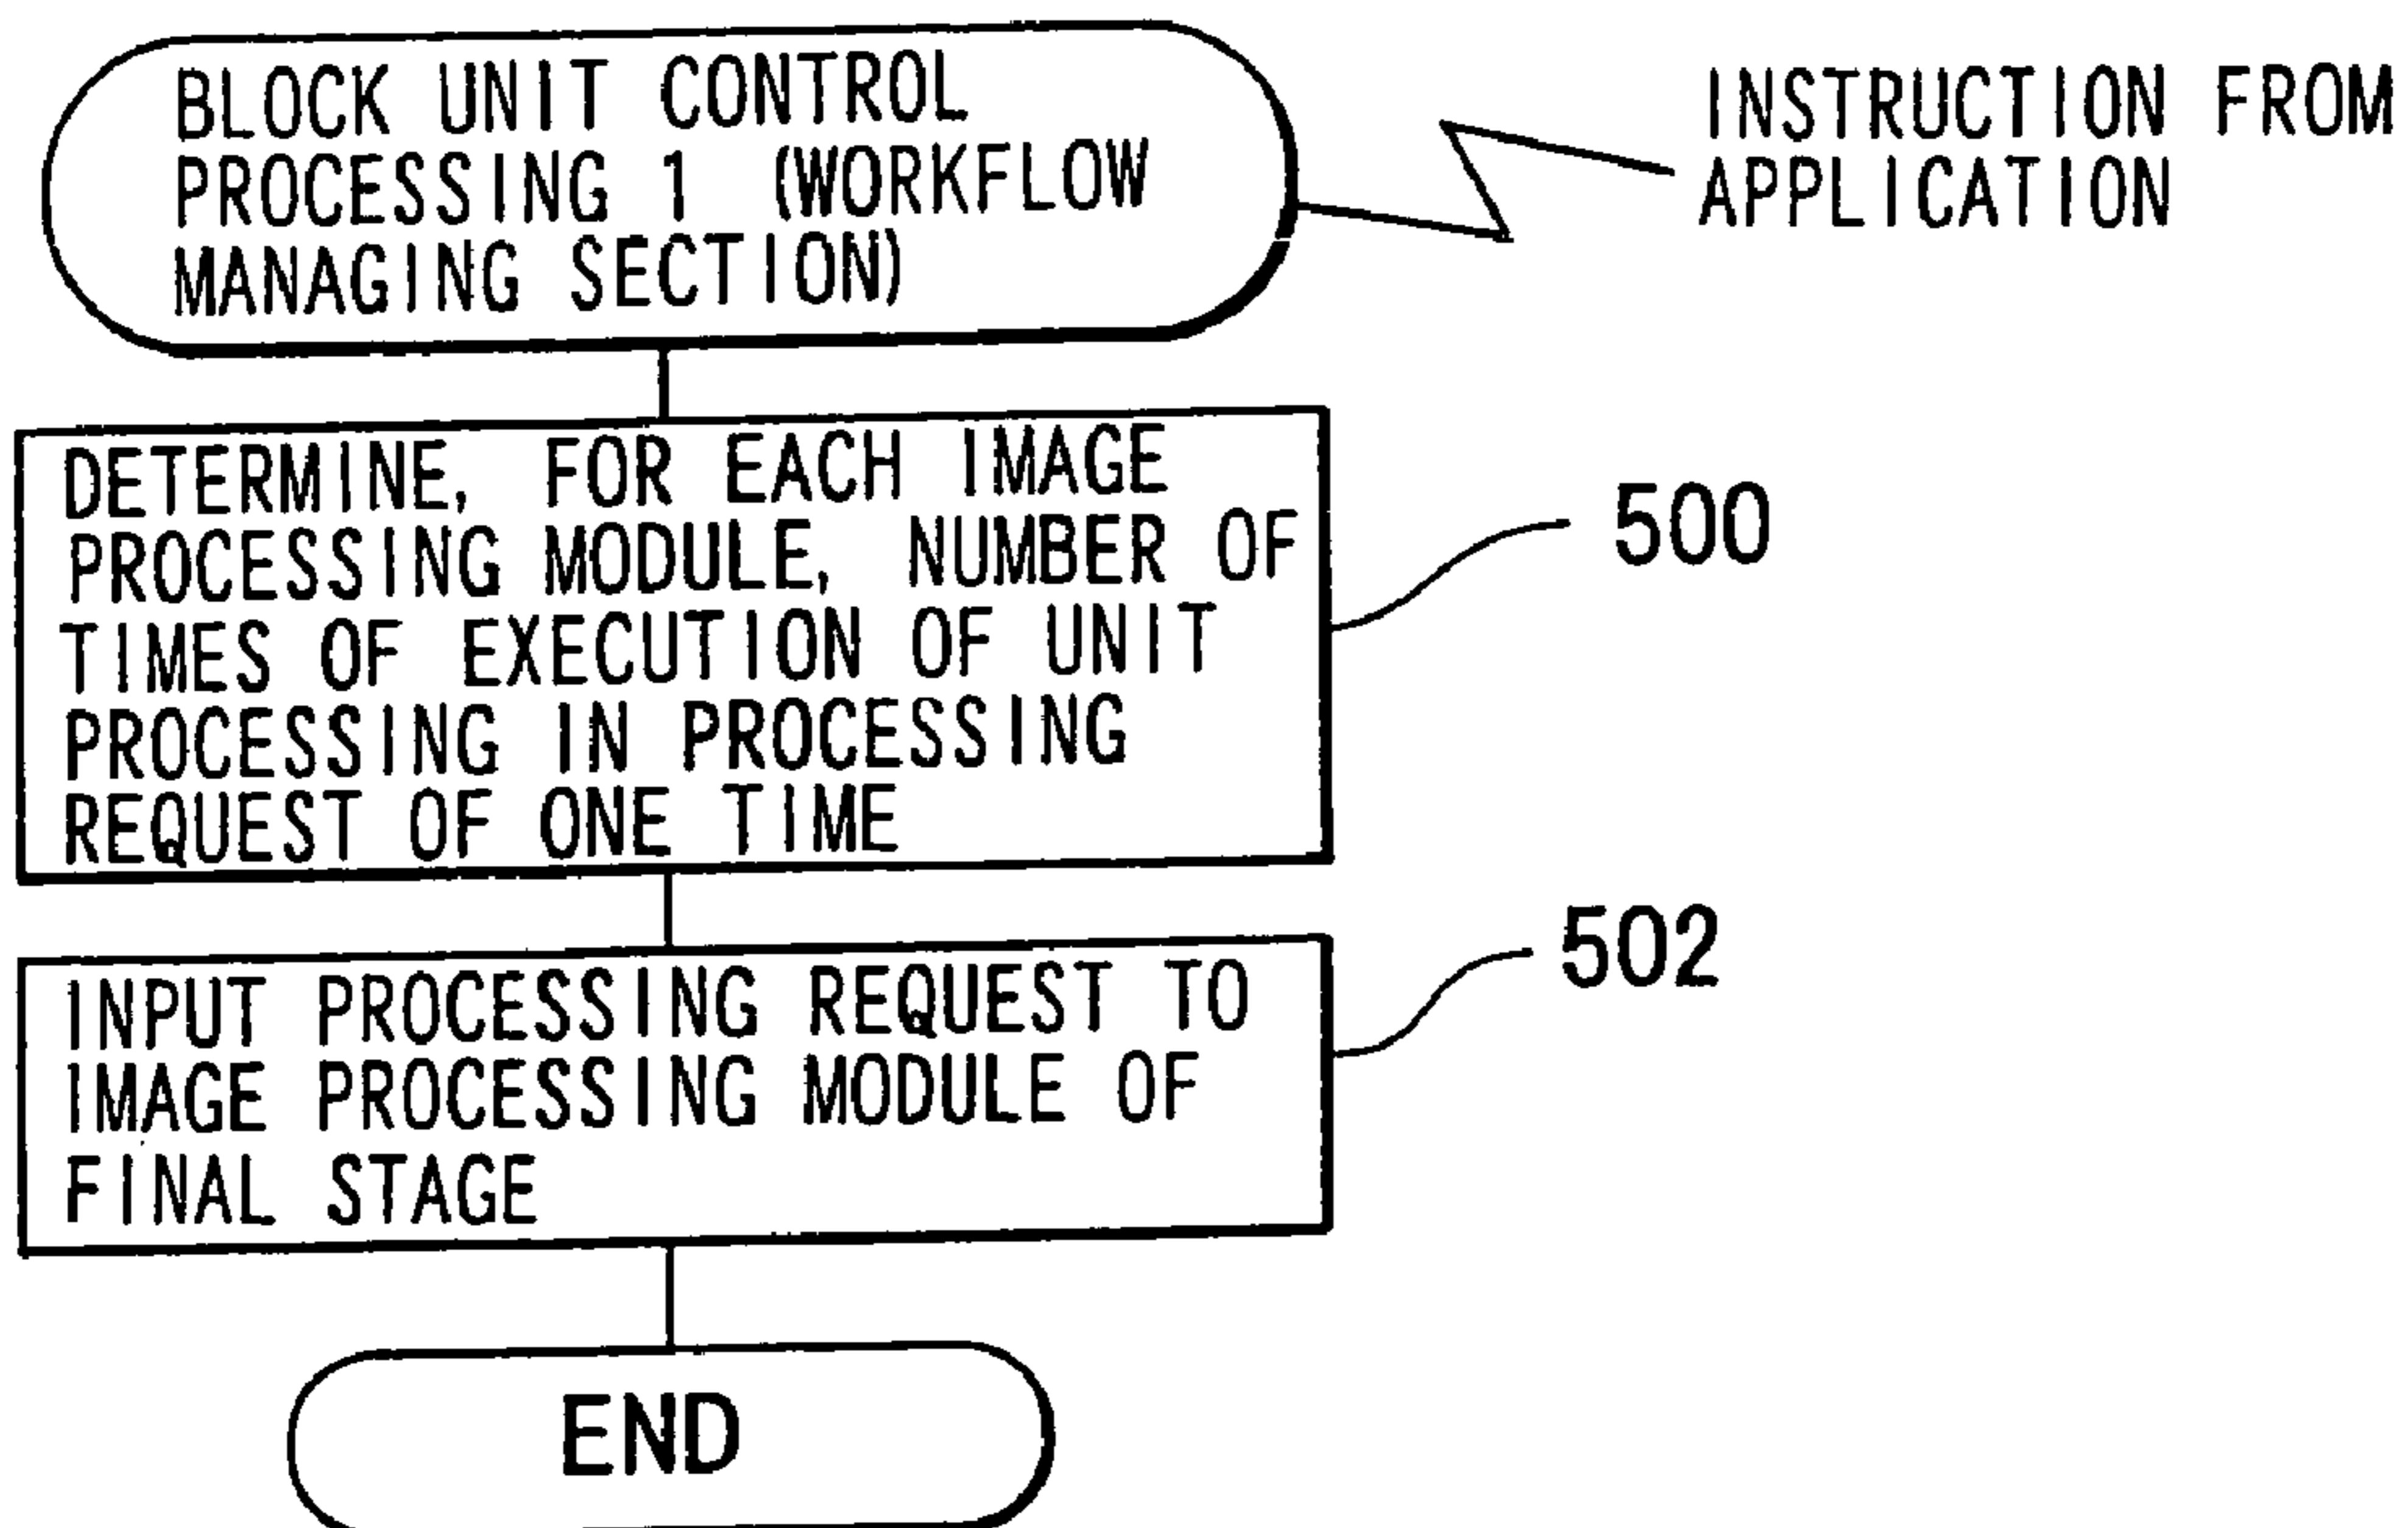 BLOCK UNIT CONTROL
PROCESSING 1 (WORKFLOW
MANAGING SECTION)
INSTRUCTION FROM
APPLICATION
DETERMINE, FOR EACH IMAGE
PROCESSING MODULE, NUMBER OF
TIMES OF EXECUTION OF UNIT
PROCESSING IN PROCESSING
REQUEST OF ONE TIME
500
INPUT PROCESSING REQUEST TO
IMAGE PROCESSING MODULE OF
FINAL STAGE
502
END